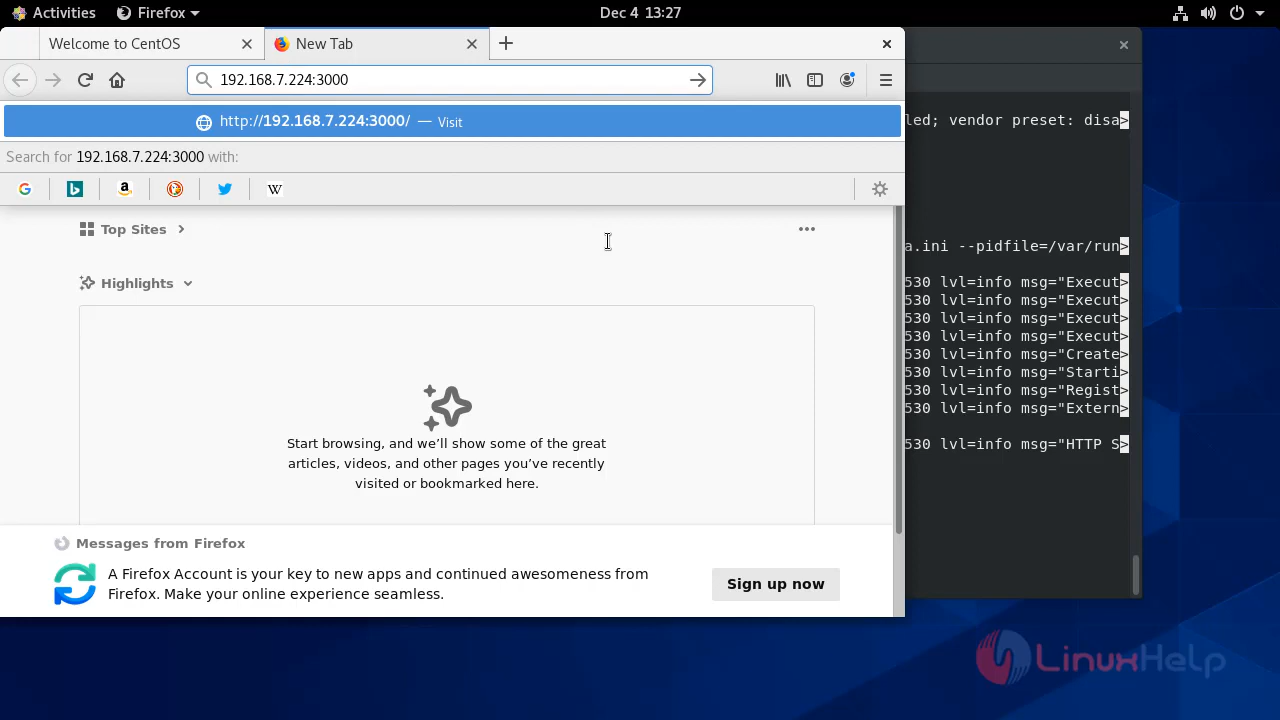 Activities Firefox Dec 4 13:27
Welcome to CentOS New Tab
192.168.7.224:3000
http://192.168.7.224:3000/ — Visit
Search for 192.168.7.224:3000 with:
Top Sites
Highlights
Start browsing, and we'll show some of the great
articles, videos, and other pages you've recently
visited or bookmarked here.
Messages from Firefox
A Firefox Account is your key to new apps and continued awesomeness from
Firefox. Make your online experience seamless.
Sign up now
led; vendor preset: disa>
a.ini --pidfile=/var/run>
530 lvl=info msg="Execut>
530 lvl=info msg="Execut>
530 lvl=info msg="Execut>
530 lvl=info msg="Execut>
530 lvl=info msg="Create>
530 lvl=info msg="Starti>
530 lvl=info msg="Regist>
530 lvl=info msg="Extern>
530 lvl=info msg="HTTP S>
LinuxHelp